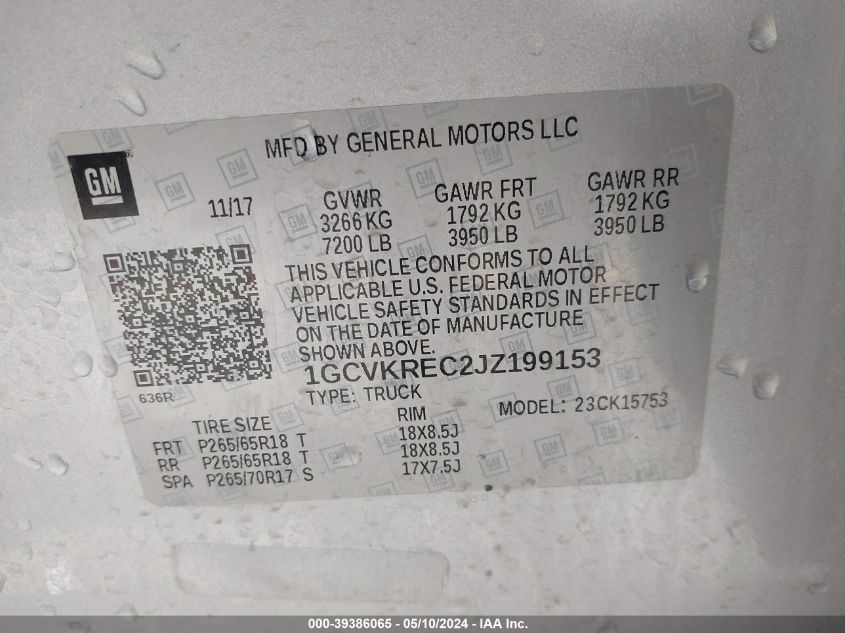 MFD BY GENERAL MOTORS LLC
GM
11/17
GVWR GAWR FRT GAWR RR
3266 KG 1792 KG 1792 KG
7200 LB 3950 LB 3950 LB
THIS VEHICLE CONFORMS TO ALL
APPLICABLE U.S. FEDERAL MOTOR
VEHICLE SAFETY STANDARDS IN EFFECT
ON THE DATE OF MANUFACTURE
SHOWN ABOVE.
1GCVKREC2JZ199153
636R
TYPE: TRUCK MODEL: 23CK15753
TIRE SIZE RIM
FRT P265/65R18 T 18X8.5J
RR P265/65R18 T 18X8.5J
SPA P265/70R17 S 17X7.5J
000-39386065 - 05/10/2024 - IAA Inc.